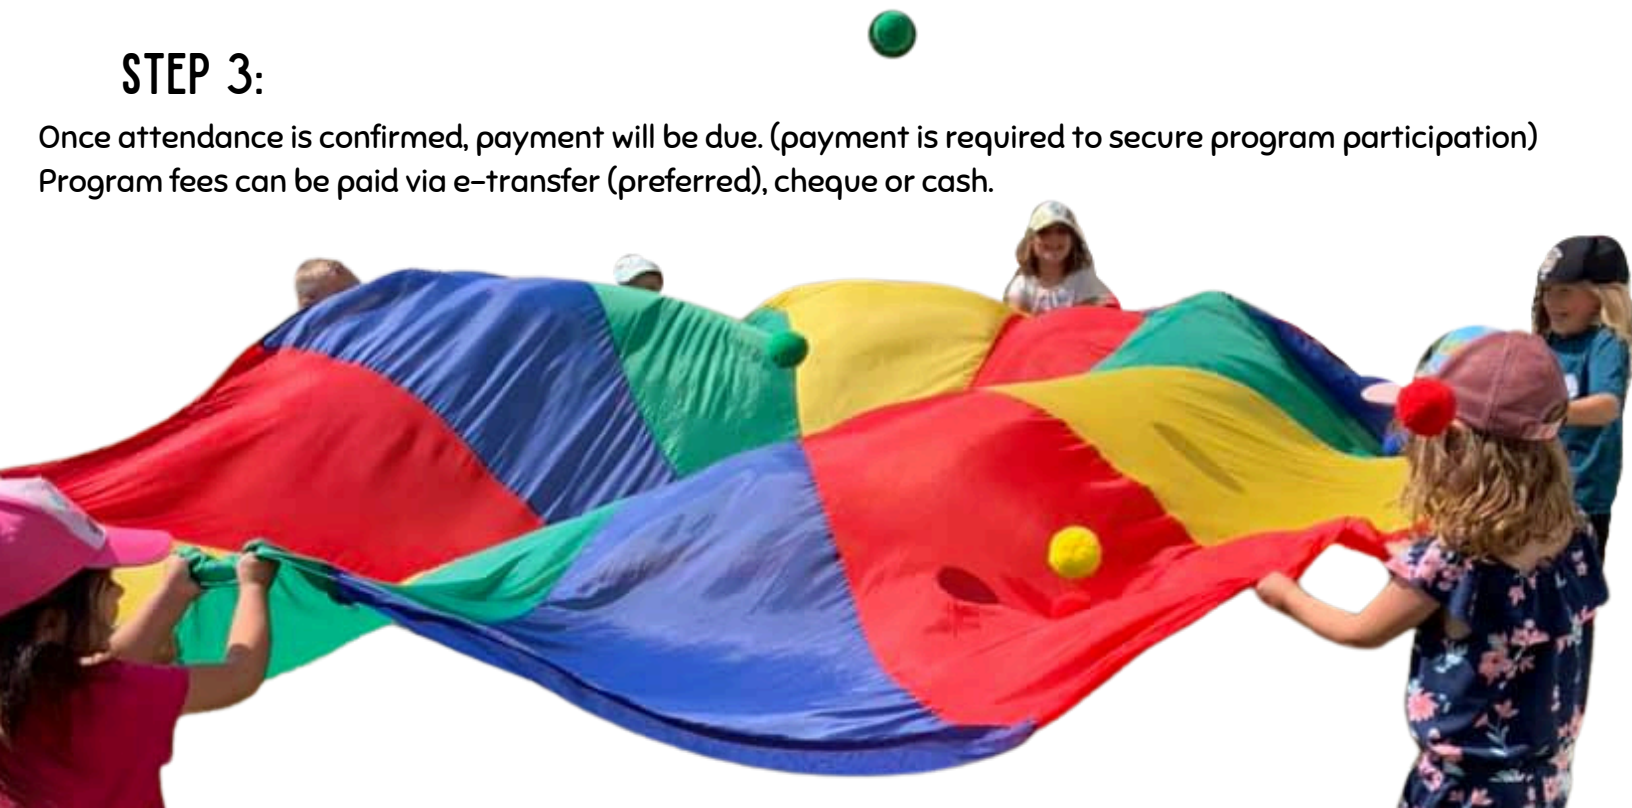 STEP 3:
Once attendance is confirmed, payment will be due. (payment is required to secure program participation)
Program fees can be paid via e-transfer (preferred), cheque or cash.